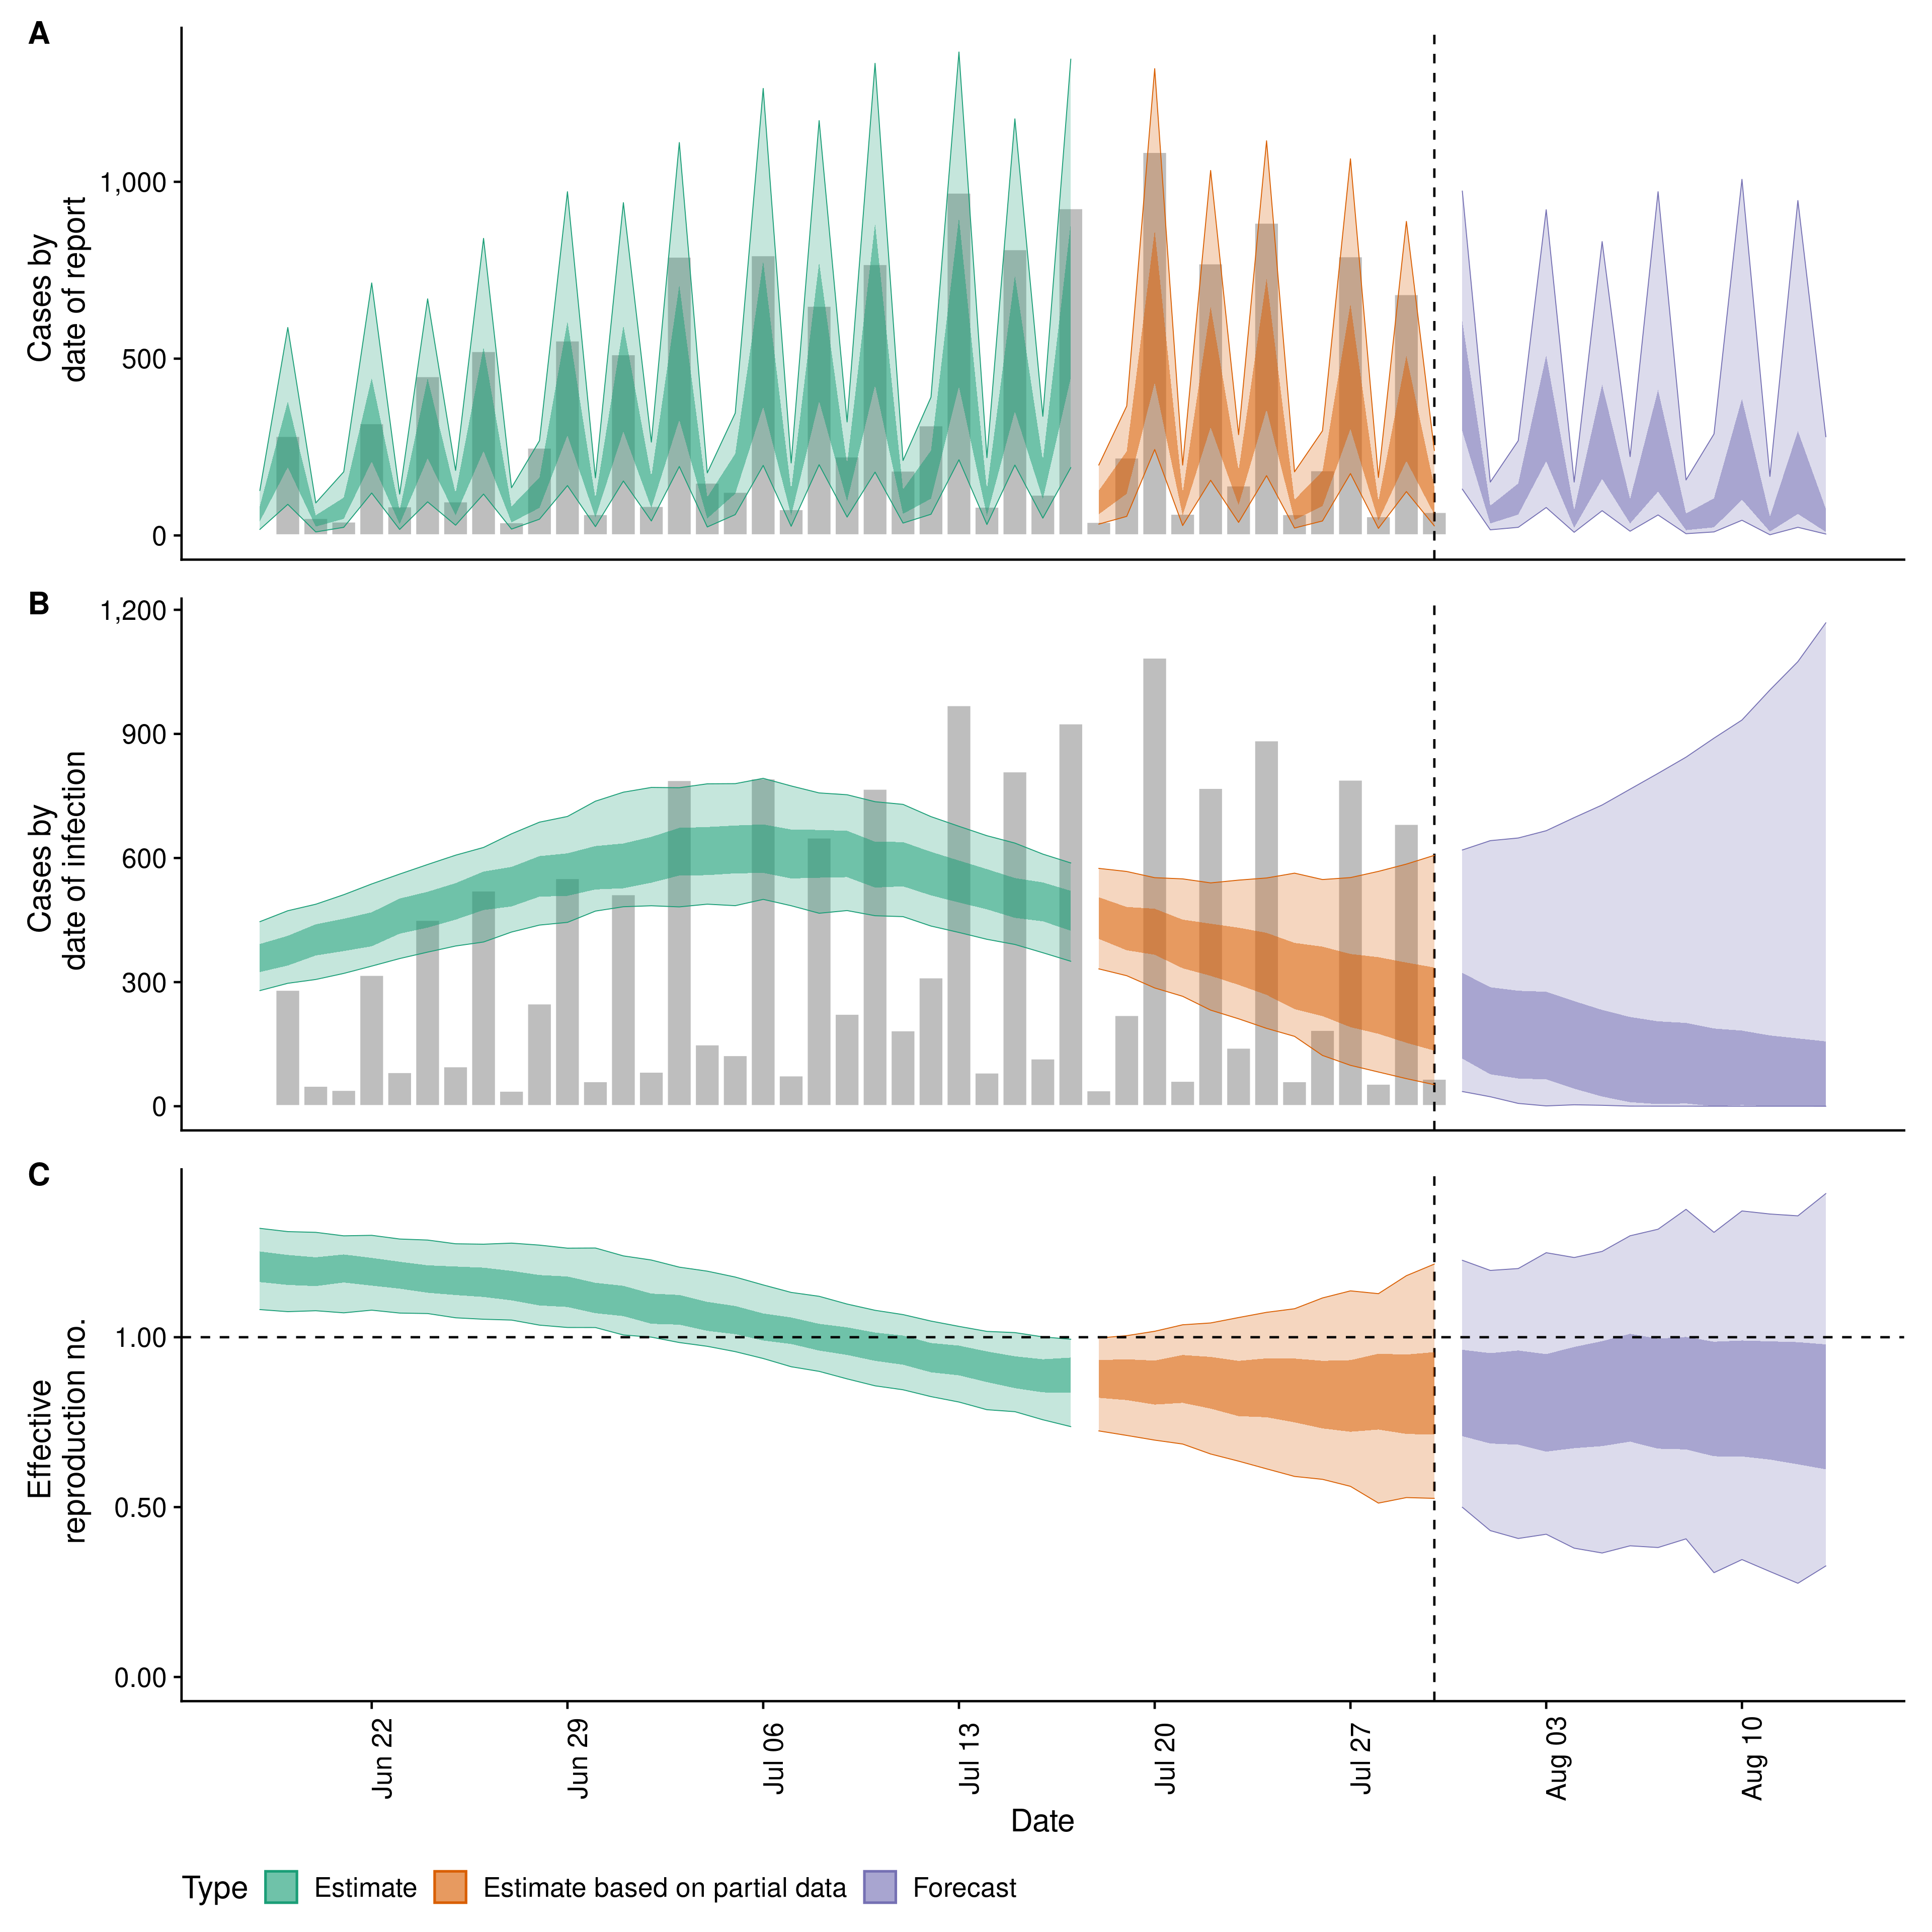 A
Cases by
date of report
1,000
500
0
B
Cases by
date of infection
1,200
900
600
300
0
C
Effective
reproduction no.
1.00
0.50
0.00
Jun 22
Jun 29
Jul 06
Jul 13
Jul 20
Jul 27
Aug 03
Aug 10
Date
Type Estimate Estimate based on partial data Forecast